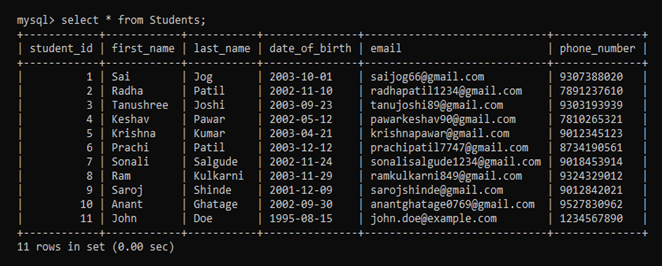 mysql> select * from Students;
+------------+------------+-----------+---------------+---------------------------+--------------+
| student_id | first_name | last_name | date_of_birth | email                     | phone_number |
+------------+------------+-----------+---------------+---------------------------+--------------+
|          1 | Sai        | Jog       | 2003-10-01    | saijog66@gmail.com        | 9307388020   |
|          2 | Radha      | Patil     | 2002-11-10    | radhapatil1234@gmail.com  | 7891237610   |
|          3 | Tanushree  | Joshi     | 2003-09-23    | tanujoshi89@gmail.com     | 9303193939   |
|          4 | Keshav     | Pawar     | 2002-05-12    | pawarkeshav90@gmail.com   | 7810265321   |
|          5 | Krishna    | Kumar     | 2003-04-21    | krishnapawar@gmail.com    | 9012345123   |
|          6 | Prachi     | Patil     | 2003-12-12    | prachipatil7747@gmail.com | 8734190561   |
|          7 | Sonali     | Salgude   | 2002-11-24    | sonalisalgude1234@gmail.com | 9018453914   |
|          8 | Ram        | Kulkarni  | 2003-11-29    | ramkulkarni849@gmail.com  | 9324329012   |
|          9 | Saroj      | Shinde    | 2001-12-09    | sarojshinde@gmail.com     | 9012842021   |
|         10 | Anant      | Ghatage   | 2002-09-30    | anantghatage0769@gmail.com | 9527830962   |
|         11 | John       | Doe       | 1995-08-15    | john.doe@example.com      | 1234567890   |
+------------+------------+-----------+---------------+---------------------------+--------------+
11 rows in set (0.00 sec)